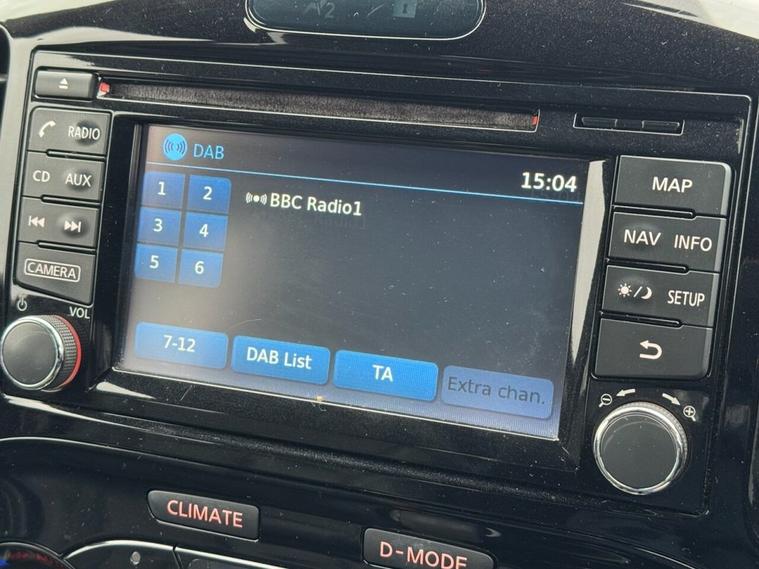 RADIO
CD AUX
CAMERA
VOL
DAB
15:04
1 2
3 4
5 6
BBC Radio1
7-12
DAB List
TA
Extra chan.
MAP
NAV INFO
SETUP
CLIMATE
D-MODE